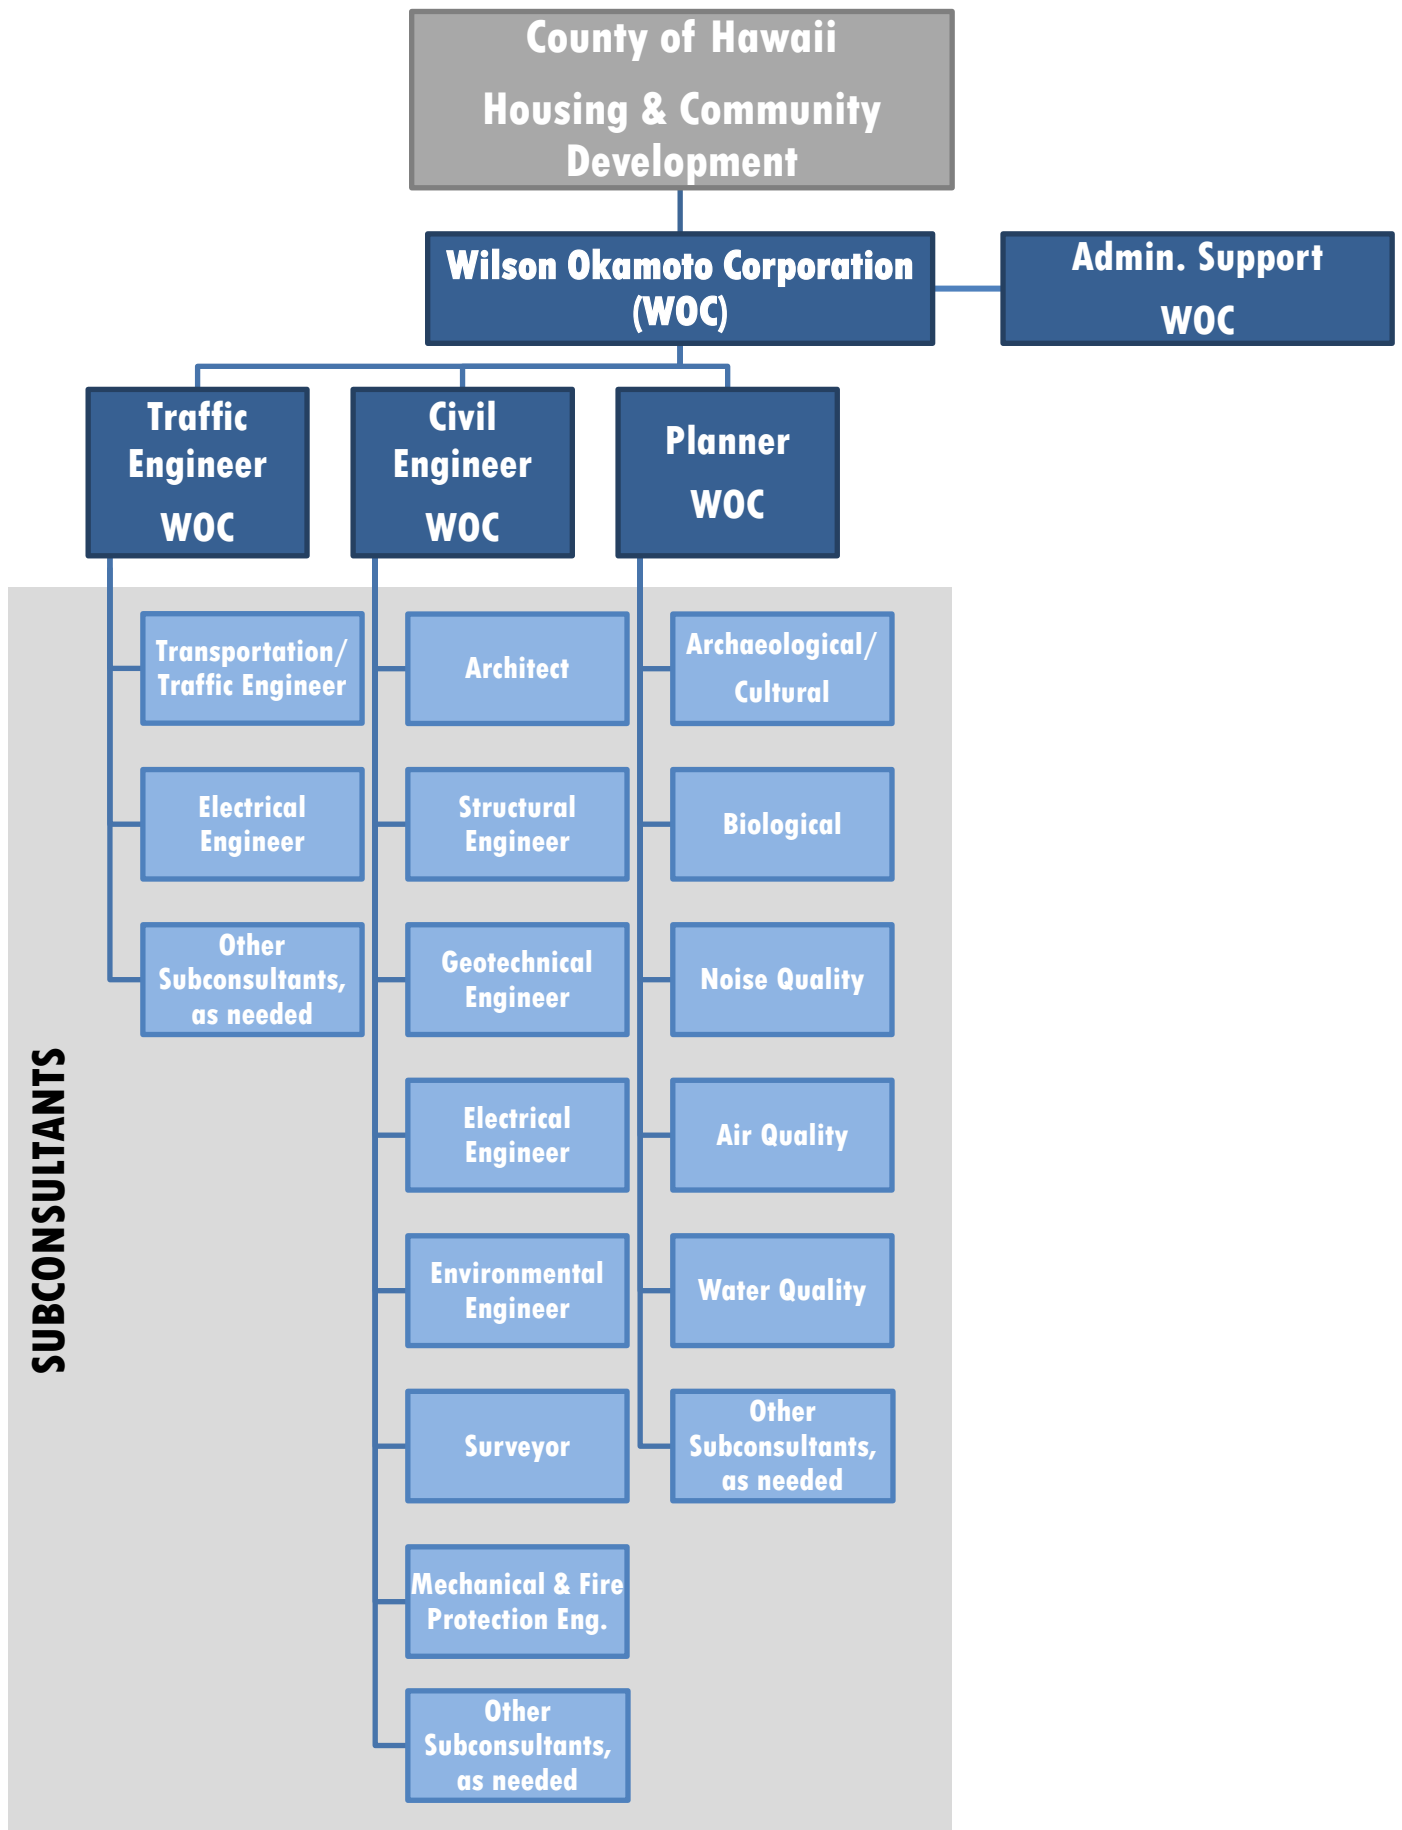 County of Hawaii
Housing & Community
Development
Wilson Okamoto Corporation
(WOC)
Admin. Support
WOC
Traffic
Engineer
WOC
Civil
Engineer
WOC
Planner
WOC
SUBCONSULTANTS
Transportation/
Traffic Engineer
Electrical
Engineer
Other
Subconsultants,
as needed
Architect
Structural
Engineer
Geotechnical
Engineer
Electrical
Engineer
Environmental
Engineer
Surveyor
Mechanical & Fire
Protection Eng.
Other
Subconsultants,
as needed
Archaeological/
Cultural
Biological
Noise Quality
Air Quality
Water Quality
Other
Subconsultants,
as needed